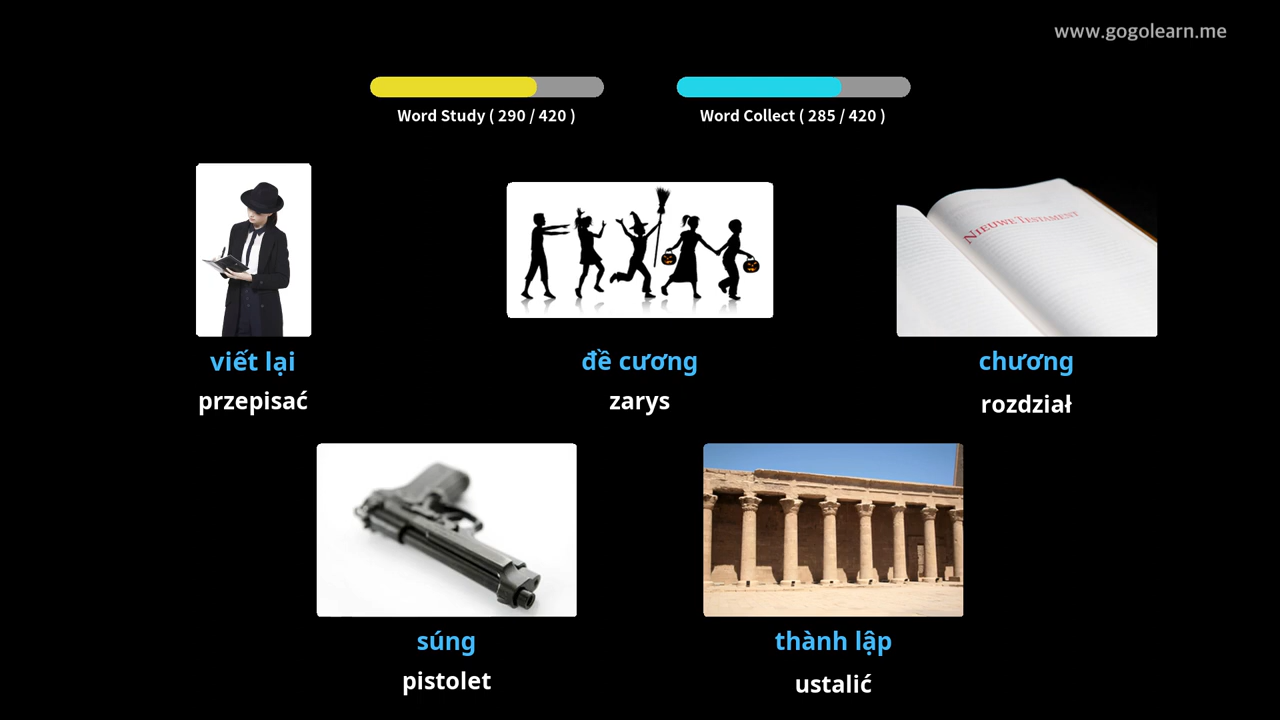 www.gogolearn.me
Word Study ( 290 / 420 )
Word Collect ( 285 / 420 )
NIEUWE TESTAMENT
viết lại
đề cương
chương
przepisać
zarys
rozdział
súng
thành lập
pistolet
ustalić